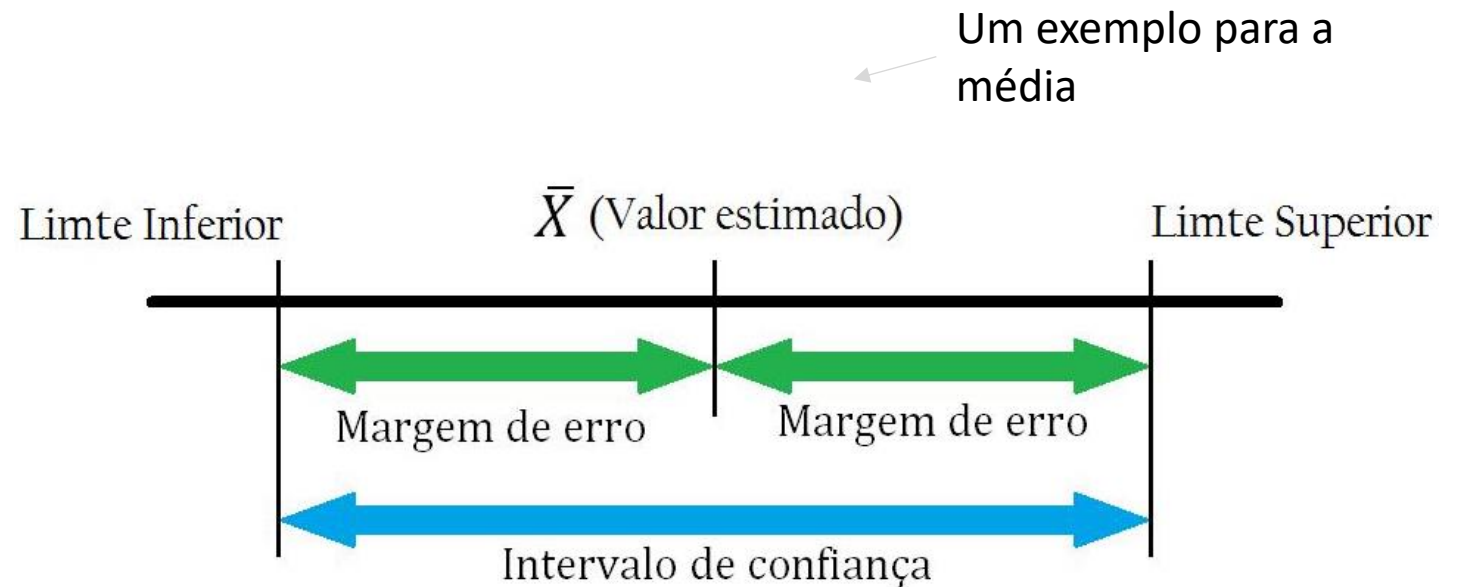 Um exemplo para a
média
Limte Inferior
X̅ (Valor estimado)
Limte Superior
Margem de erro
Margem de erro
Intervalo de confiança